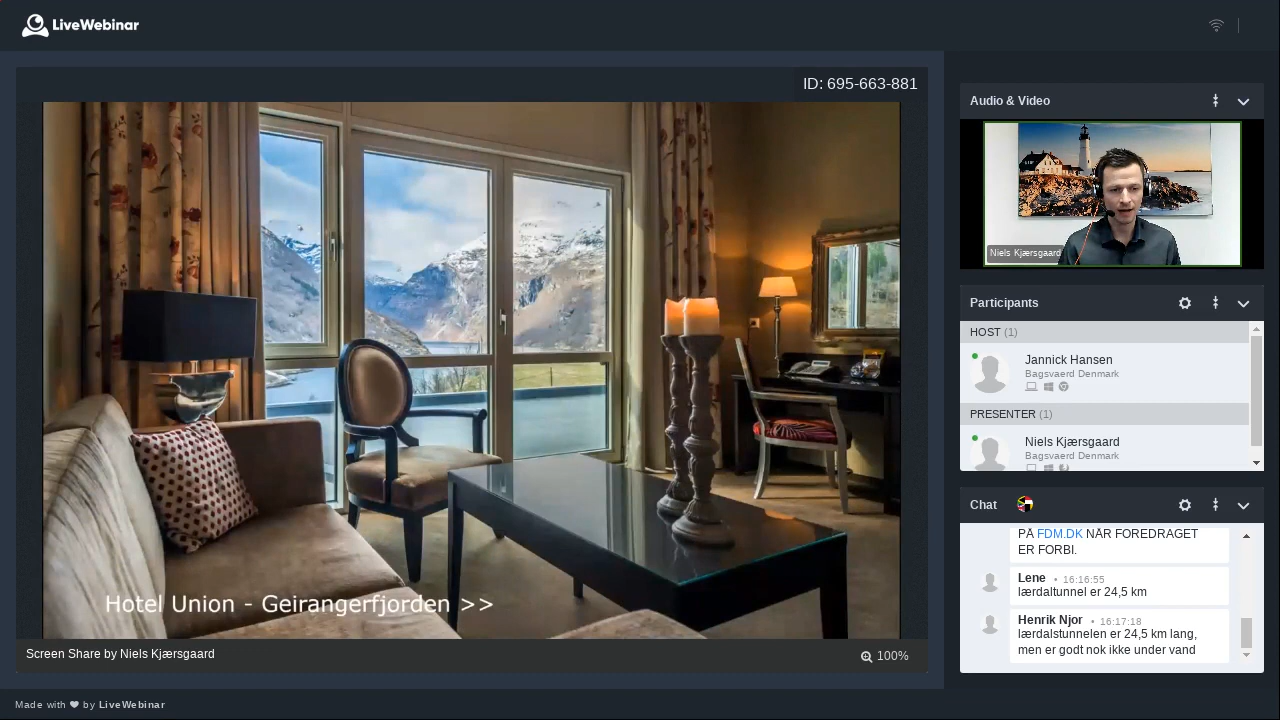 LiveWebinar
ID: 695-663-881
Hotel Union - Geirangerfjorden >>
Screen Share by Niels Kjærsgaard
100%
Audio & Video
Niels Kjærsgaard
Participants
HOST (1)
Jannick Hansen
Bagsvaerd Denmark
PRESENTER (1)
Niels Kjærsgaard
Bagsvaerd Denmark
Chat
PÅ FDM.DK NÅR FOREDRAGET
ER FORBI.
Lene • 16:16:55
lærdaltunnel er 24,5 km
Henrik Njor • 16:17:18
lærdalstunnelen er 24,5 km lang,
men er godt nok ikke under vand
Made with ❤ by LiveWebinar